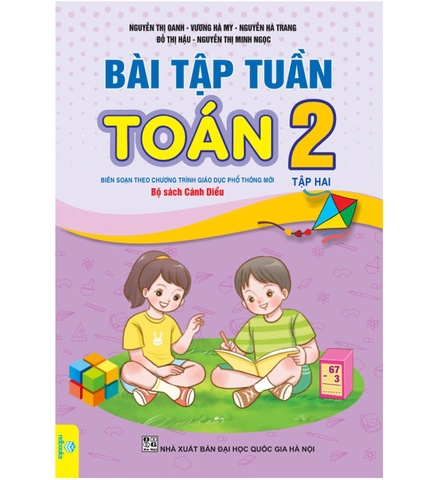 NGUYỄN THỊ OANH - VƯƠNG HÀ MY - NGUYỄN HÀ TRANG
ĐỖ THỊ HẬU - NGUYỄN THỊ MINH NGỌC
BÀI TẬP TUẦN
TOÁN 2
BIÊN SOẠN THEO CHƯƠNG TRÌNH GIÁO DỤC PHỔ THÔNG MỚI
Bộ sách Cánh Diều
TẬP HAI
67
- 3
ndbooks
NHÀ XUẤT BẢN ĐẠI HỌC QUỐC GIA HÀ NỘI